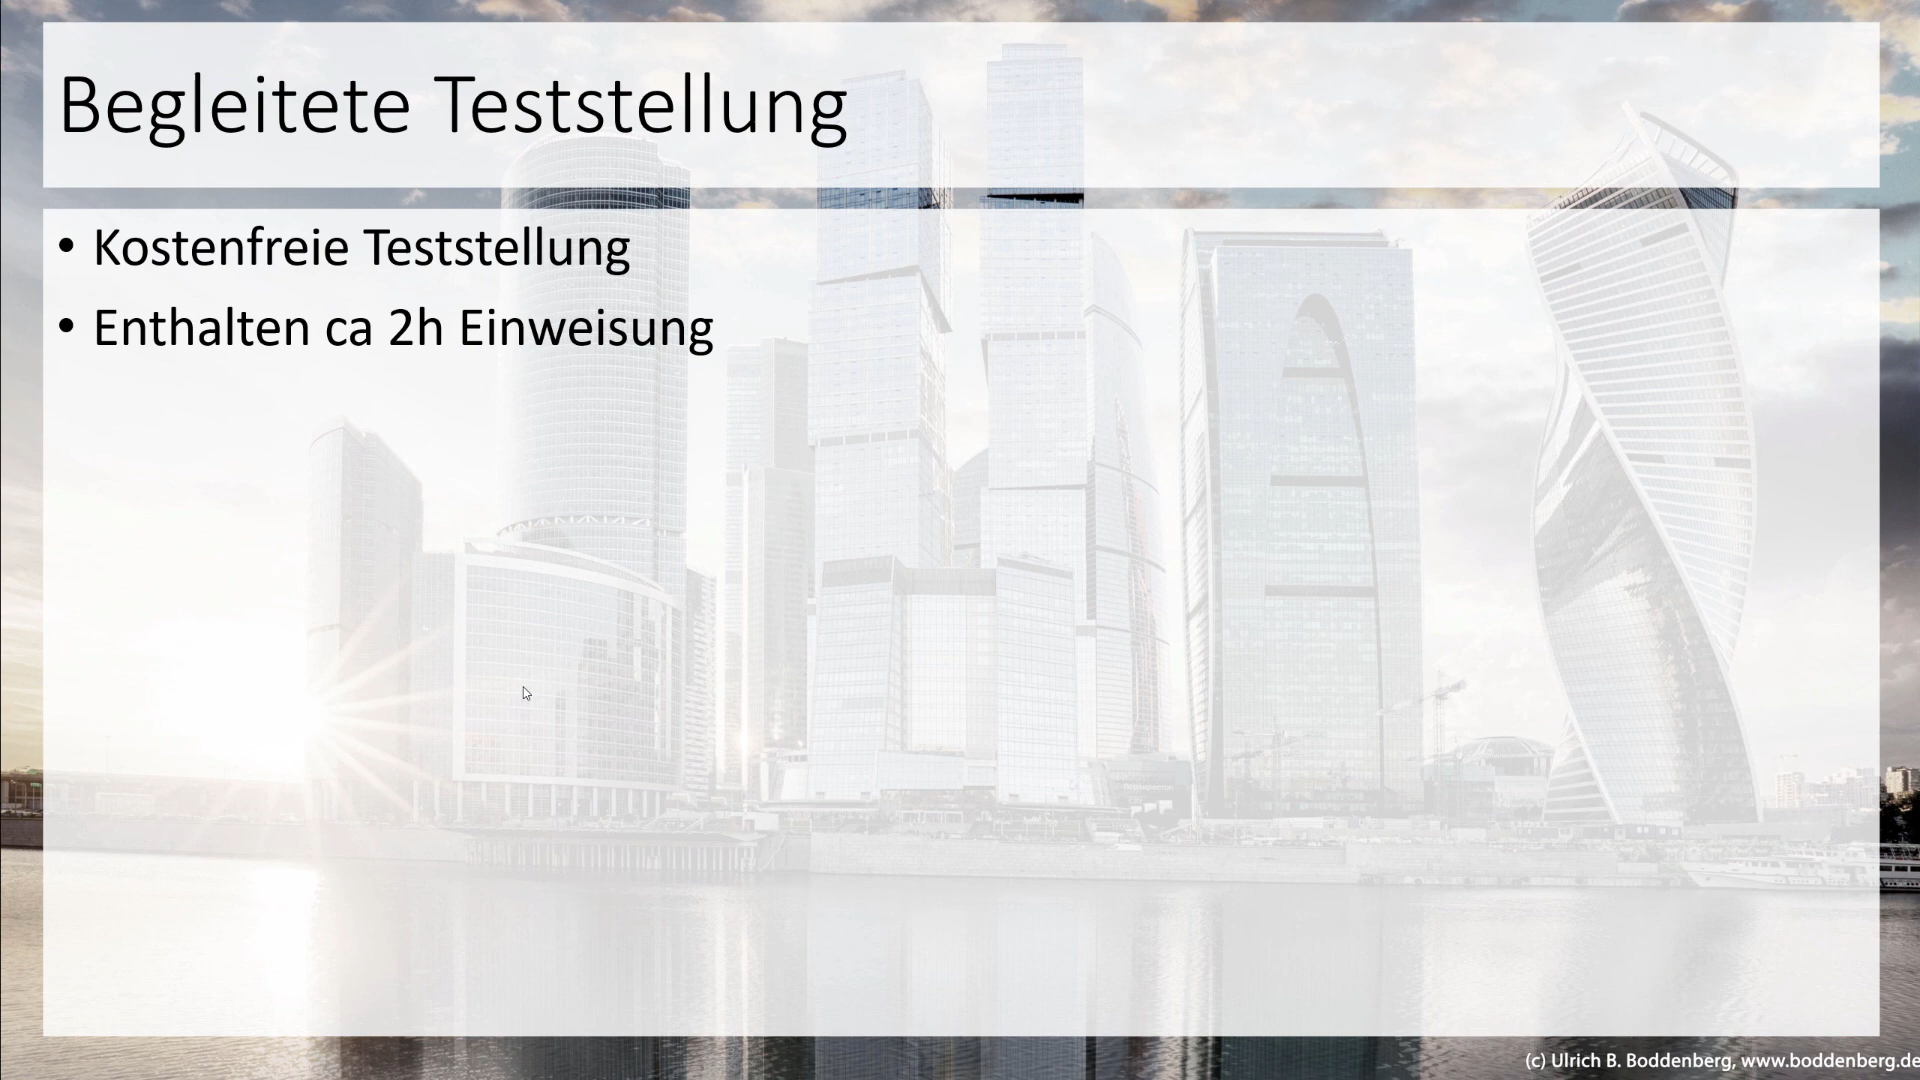 Begleitete Teststellung
• Kostenfreie Teststellung
• Enthalten ca 2h Einweisung
(c) Ulrich B. Boddenberg, www.boddenberg.de